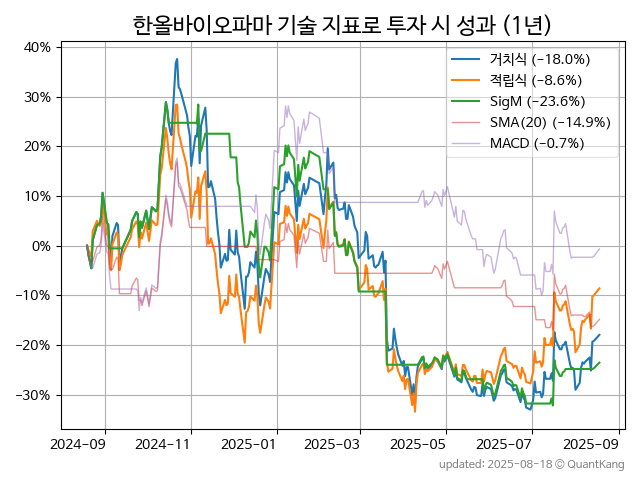 한올바이오파마 기술 지표로 투자 시 성과 (1년)
거치식 (-18.0%)
적립식 (-8.6%)
SigM (-23.6%)
SMA(20) (-14.9%)
MACD (-0.7%)
40%
30%
20%
10%
0%
-10%
-20%
-30%
2024-09 2024-11 2025-01 2025-03 2025-05 2025-07 2025-09
updated: 2025-08-18 © QuantKang